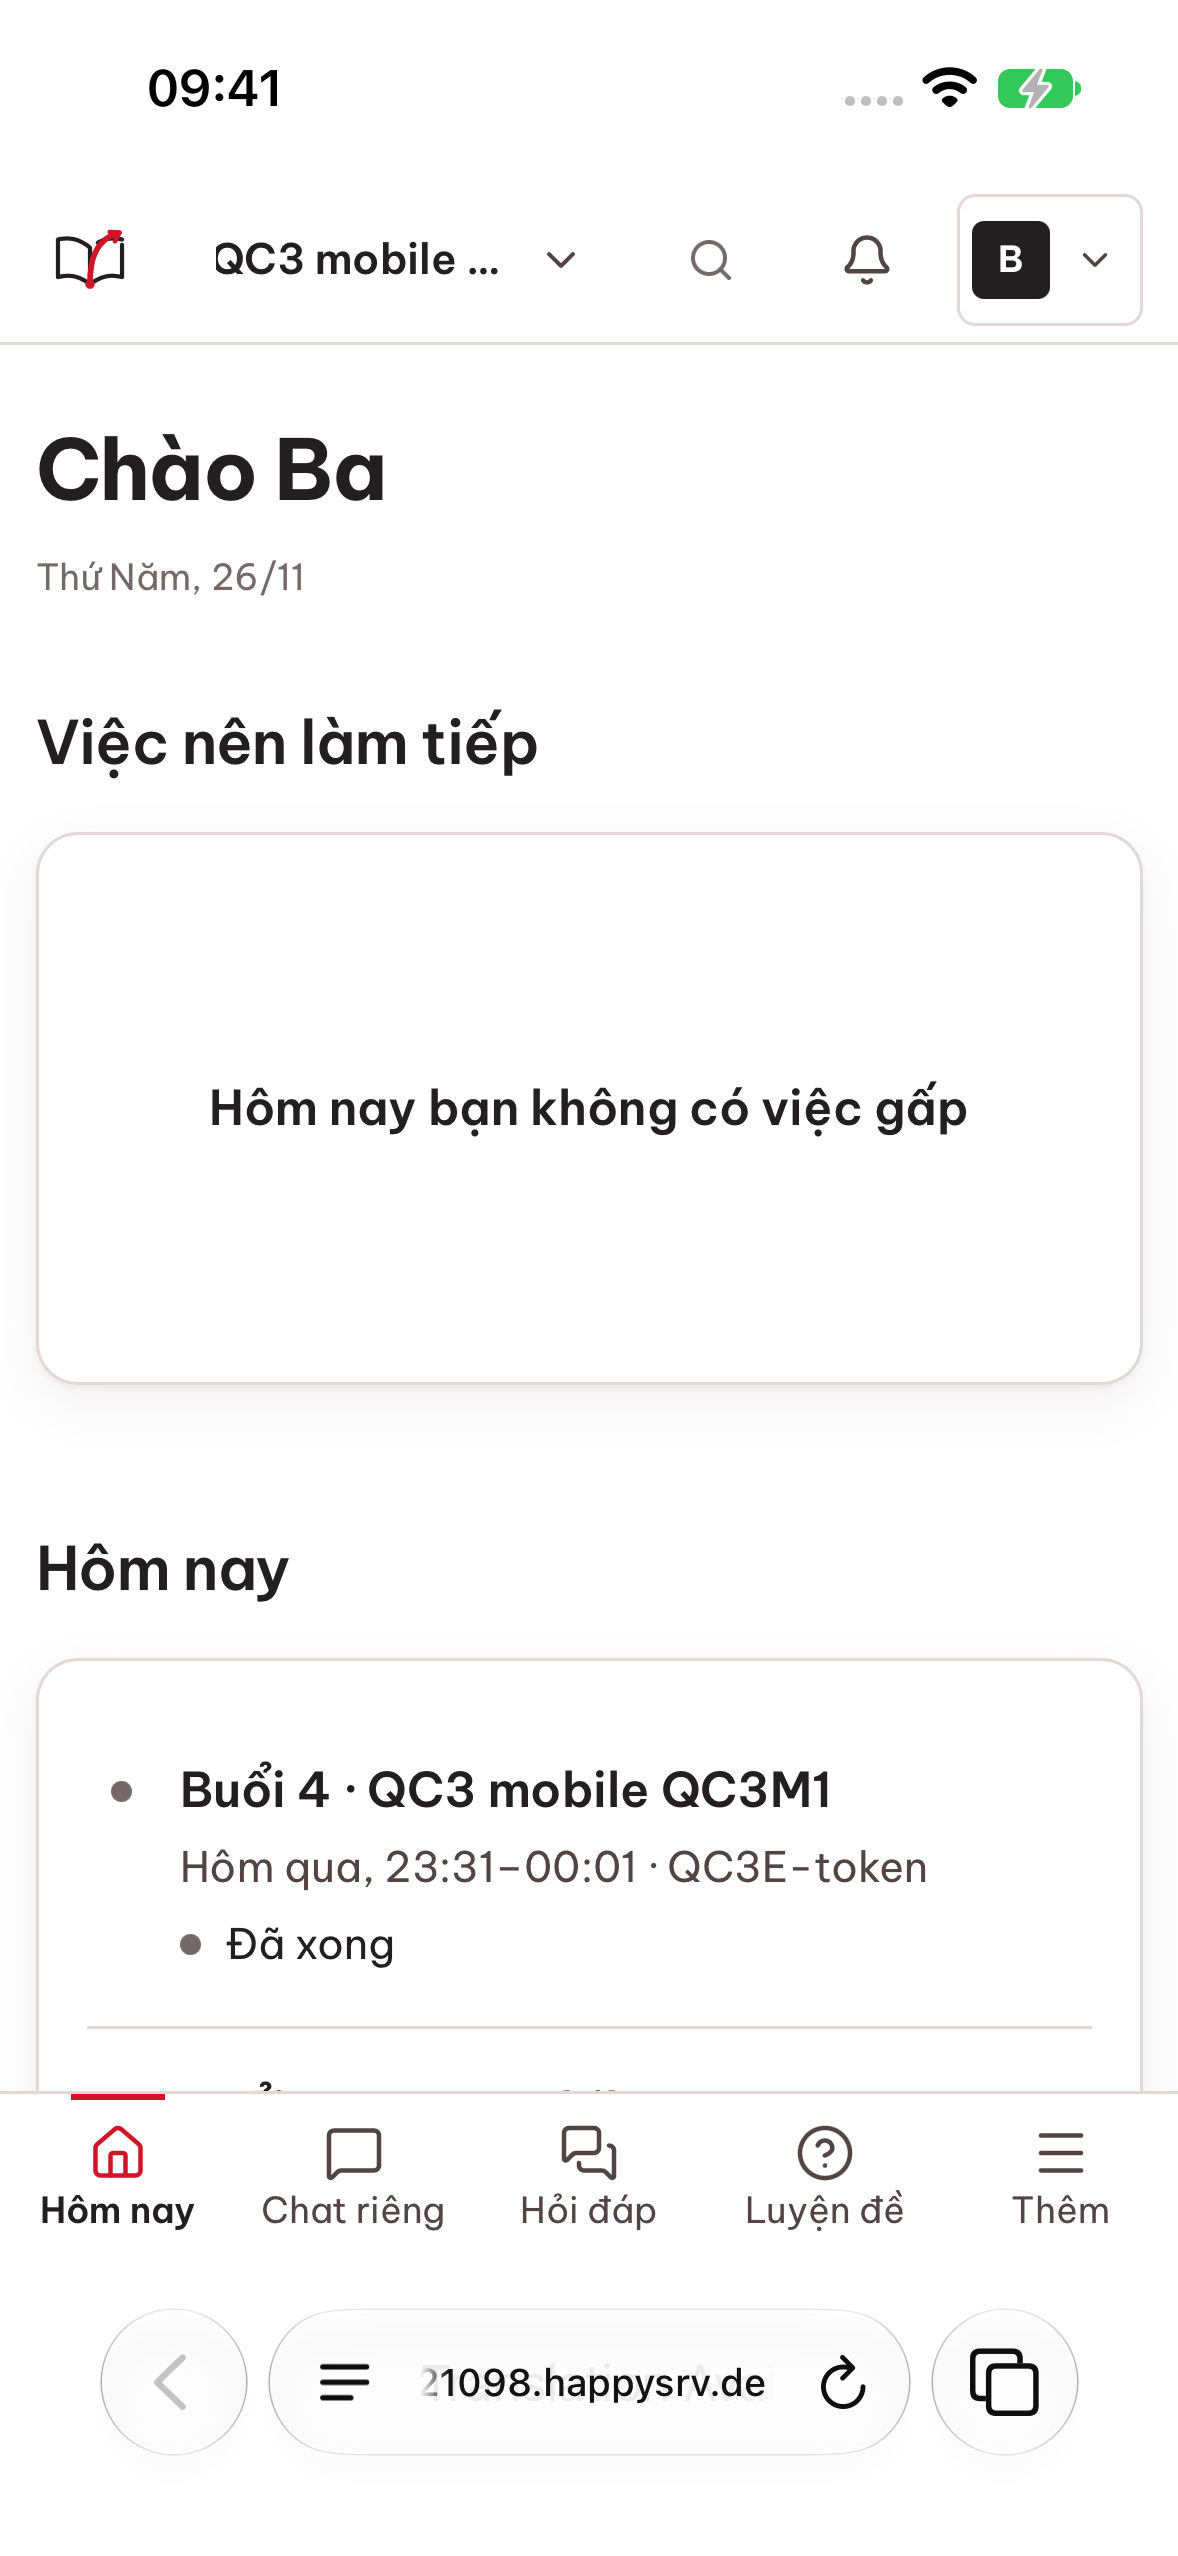 09:41
QC3 mobile ...
B
Chào Ba
Thứ Năm, 26/11
Việc nên làm tiếp
Hôm nay bạn không có việc gấp
Hôm nay
Buổi 4 · QC3 mobile QC3M1
Hôm qua, 23:31–00:01 · QC3E-token
Đã xong
Hôm nay
Chat riêng
Hỏi đáp
Luyện đề
Thêm
21098.happysrv.de